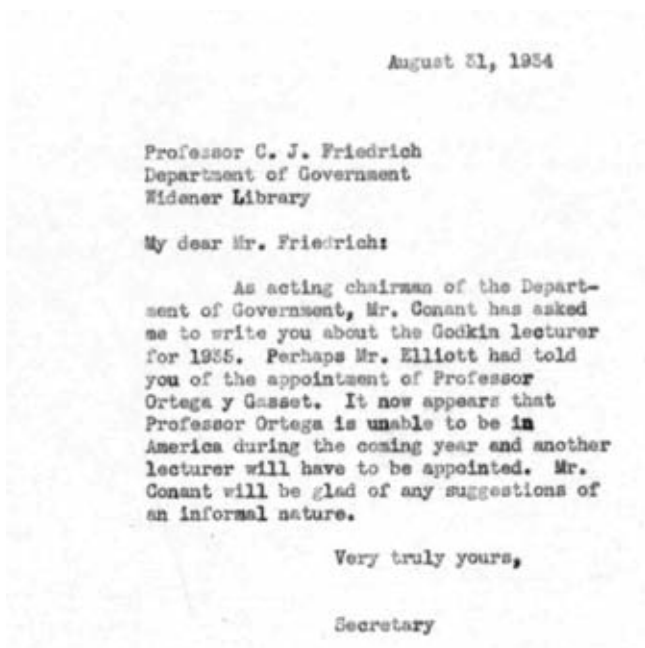 August 31, 1934
Professor C. J. Friedrich
Department of Government
Widener Library
My dear Mr. Friedrich:
As acting chairman of the Depart-
ment of Government, Mr. Conant has asked
me to write you about the Godkin lecturer
for 1935. Perhaps Mr. Elliott had told
you of the appointment of Professor
Ortega y Gasset. It now appears that
Professor Ortega is unable to be in
America during the coming year and another
lecturer will have to be appointed. Mr.
Conant will be glad of any suggestions of
an informal nature.
Very truly yours,
Secretary